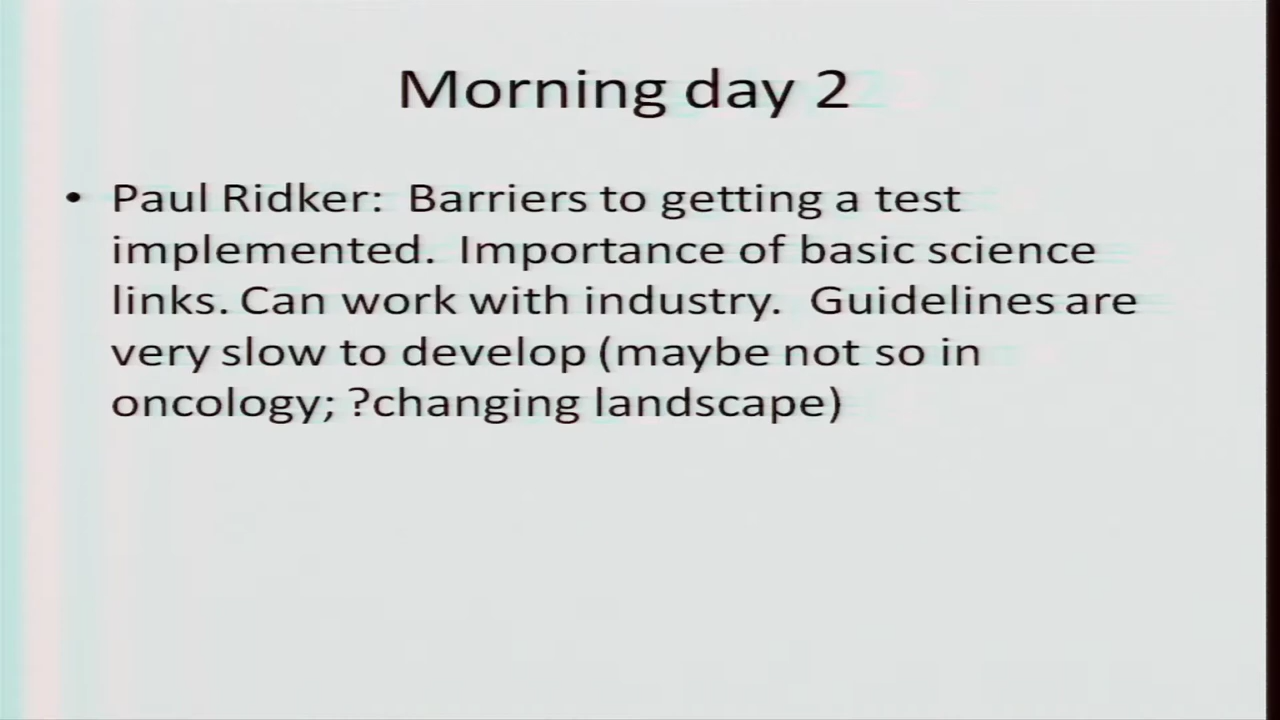 Morning day 2
• Paul Ridker:  Barriers to getting a test
implemented.  Importance of basic science
links. Can work with industry.  Guidelines are
very slow to develop (maybe not so in
oncology; ?changing landscape)